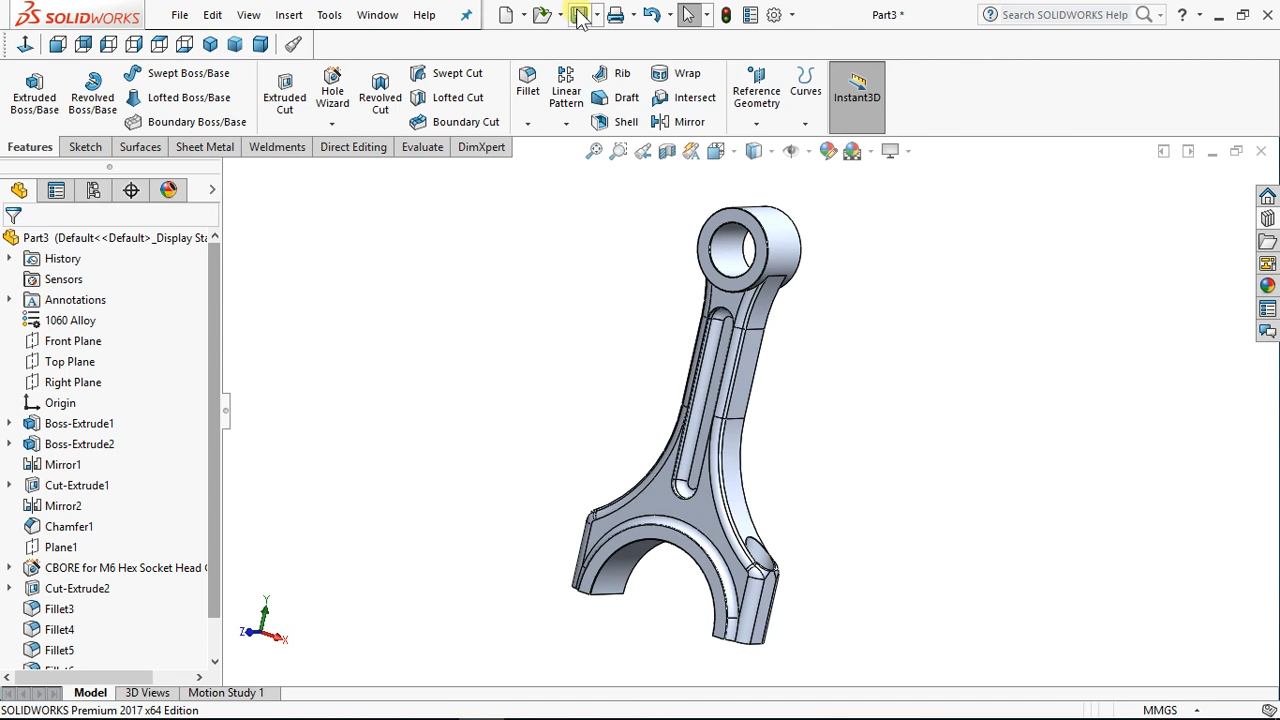 SOLIDWORKS File Edit View Insert Tools Window Help Part3 * Search SOLIDWORKS Help
Extruded Boss/Base
Revolved Boss/Base
Swept Boss/Base
Lofted Boss/Base
Boundary Boss/Base
Extruded Cut
Hole Wizard
Revolved Cut
Swept Cut
Lofted Cut
Boundary Cut
Fillet
Linear Pattern
Rib
Draft
Shell
Wrap
Intersect
Mirror
Reference Geometry
Curves
Instant3D
Features Sketch Surfaces Sheet Metal Weldments Direct Editing Evaluate DimXpert
Part3 (Default<<Default>_Display Sta
History
Sensors
Annotations
1060 Alloy
Front Plane
Top Plane
Right Plane
Origin
Boss-Extrude1
Boss-Extrude2
Mirror1
Cut-Extrude1
Mirror2
Chamfer1
Plane1
CBORE for M6 Hex Socket Head
Cut-Extrude2
Fillet3
Fillet4
Fillet5
Y
Z
X
Model 3D Views Motion Study 1
SOLIDWORKS Premium 2017 x64 Edition MMGS